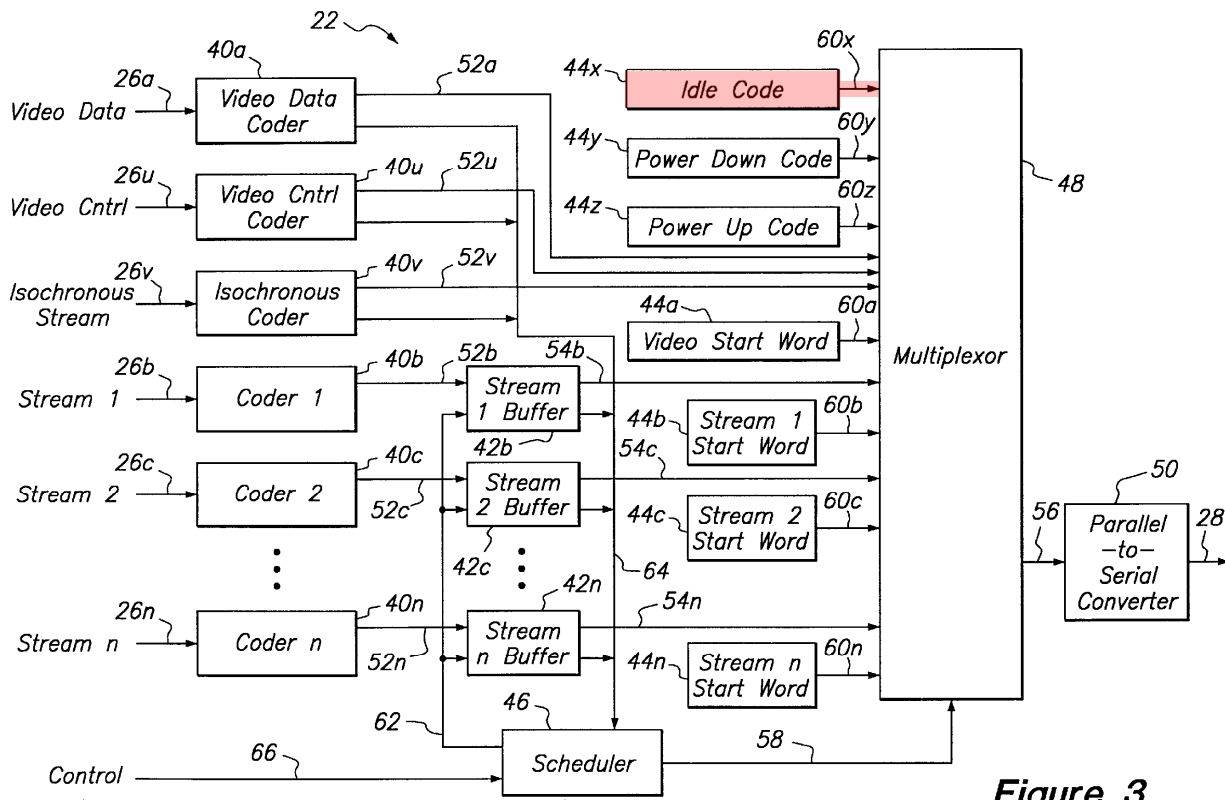 22
40a
52a
44x
Idle Code
60x
26a
Video Data
Video Data
Coder
44y
Power Down Code
60y
48
26u
Video Cntrl
40u
Video Cntrl
Coder
52u
44z
Power Up Code
60z
26v
Isochronous
Stream
40v
Isochronous
Coder
52v
44a
Video Start Word
60a
Multiplexor
26b
Stream 1
40b
Coder 1
52b
Stream
1 Buffer
42b
54b
44b
Stream 1
Start Word
60b
26c
Stream 2
40c
Coder 2
52c
Stream
2 Buffer
42c
54c
44c
Stream 2
Start Word
60c
56
50
Parallel
-to-
Serial
Converter
28
64
26n
Stream n
40n
Coder n
52n
42n
Stream
n Buffer
54n
44n
Stream n
Start Word
60n
62
46
Scheduler
58
Control
66
Figure 3